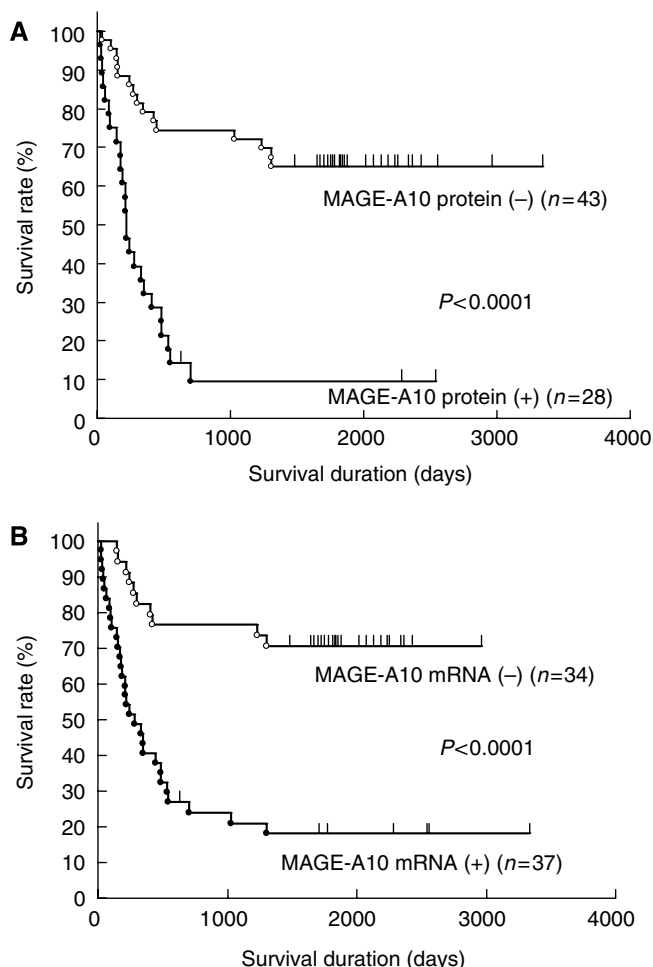 A
100
90
80
70
60
50
40
30
20
10
0
Survival rate (%)
MAGE-A10 protein (–) (n=43)
P<0.0001
MAGE-A10 protein (+) (n=28)
0 1000 2000 3000 4000
Survival duration (days)
B
100
90
80
70
60
50
40
30
20
10
0
Survival rate (%)
MAGE-A10 mRNA (–) (n=34)
P<0.0001
MAGE-A10 mRNA (+) (n=37)
0 1000 2000 3000 4000
Survival duration (days)